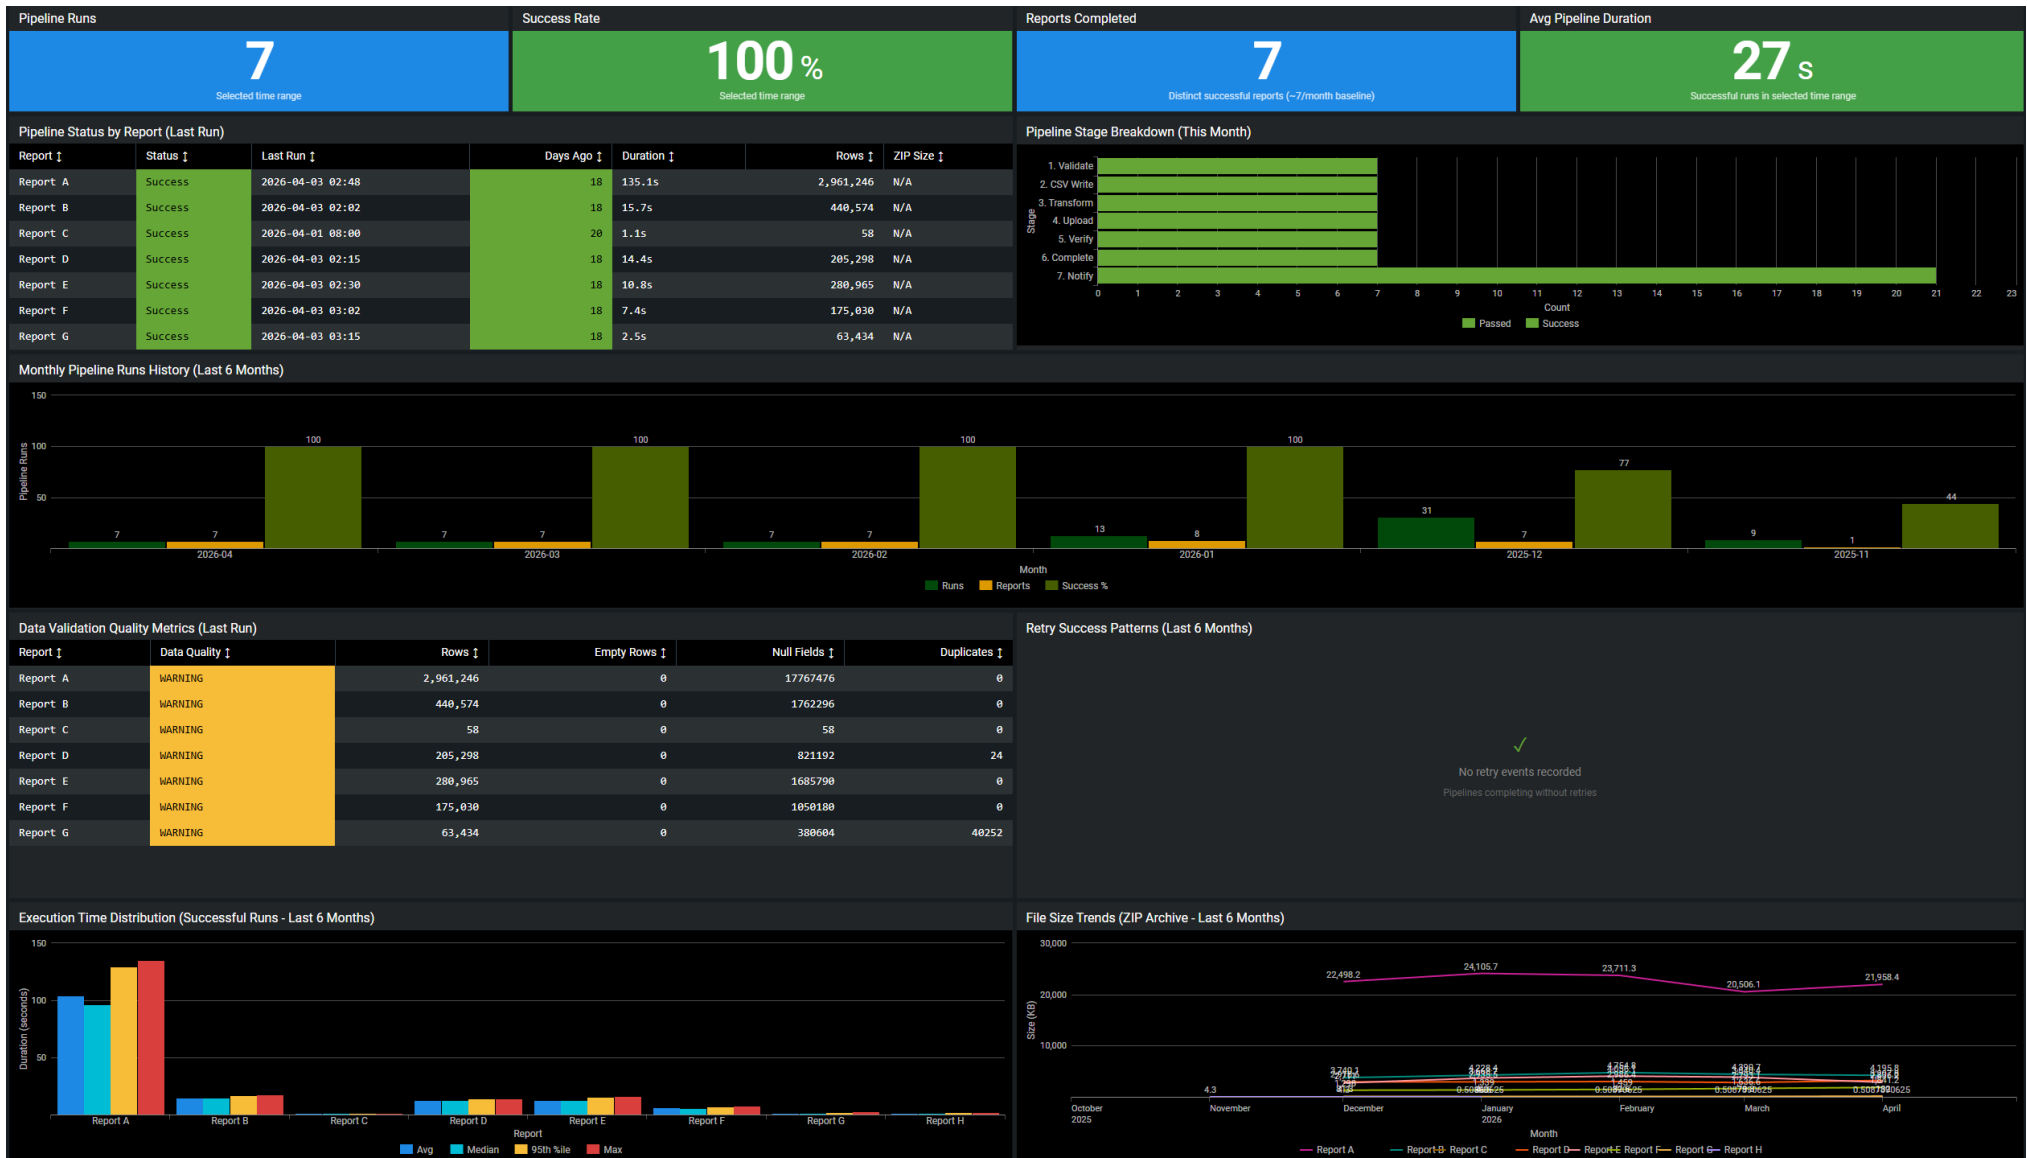 Pipeline Runs
7
Selected time range
Success Rate
100 %
Selected time range
Reports Completed
7
Distinct successful reports (~7/month baseline)
Avg Pipeline Duration
27 s
Successful runs in selected time range
Pipeline Status by Report (Last Run)
Report ↕ Status ↕ Last Run ↕ Days Ago ↕ Duration ↕ Rows ↕ ZIP Size ↕
Report A Success 2026-04-03 02:48 18 135.1s 2,961,246 N/A
Report B Success 2026-04-03 02:02 18 15.7s 440,574 N/A
Report C Success 2026-04-01 08:00 20 1.1s 58 N/A
Report D Success 2026-04-03 02:15 18 14.4s 205,298 N/A
Report E Success 2026-04-03 02:30 18 10.8s 280,965 N/A
Report F Success 2026-04-03 03:02 18 7.4s 175,030 N/A
Report G Success 2026-04-03 03:15 18 2.5s 63,434 N/A
Pipeline Stage Breakdown (This Month)
Stage
1. Validate
2. CSV Write
3. Transform
4. Upload
5. Verify
6. Complete
7. Notify
0 1 2 3 4 5 6 7 8 9 10 11 12 13 14 15 16 17 18 19 20 21 22 23
Count
Passed Success
Monthly Pipeline Runs History (Last 6 Months)
Pipeline Runs
150
100
50
7 7 100
7 7 100
7 7 100
13 8 100
31 7 77
9 1 44
2026-04 2026-03 2026-02 2026-01 2025-12 2025-11
Month
Runs Reports Success %
Data Validation Quality Metrics (Last Run)
Report ↕ Data Quality ↕ Rows ↕ Empty Rows ↕ Null Fields ↕ Duplicates ↕
Report A WARNING 2,961,246 0 17767476 0
Report B WARNING 440,574 0 1762296 0
Report C WARNING 58 0 58 0
Report D WARNING 205,298 0 821192 24
Report E WARNING 280,965 0 1685790 0
Report F WARNING 175,030 0 1050180 0
Report G WARNING 63,434 0 380604 40252
Retry Success Patterns (Last 6 Months)
✓
No retry events recorded
Pipelines completing without retries
Execution Time Distribution (Successful Runs - Last 6 Months)
Duration (seconds)
150
100
50
Report A Report B Report C Report D Report E Report F Report G Report H
Report
Avg Median 95th %ile Max
File Size Trends (ZIP Archive - Last 6 Months)
Size (KB)
30,000
20,000
10,000
22,498.2 24,105.7 23,711.3 20,506.1 21,958.4
4.3
October November December January February March April
2025 2026
Month
Report A Report B Report C Report D Report E Report F Report G Report H